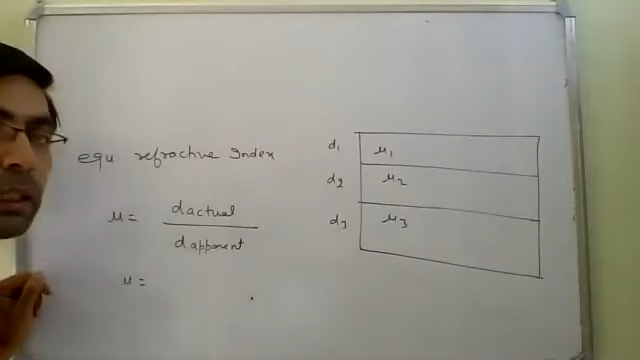 equ refractive Index
μ = dactual
dapparent
μ =
d1 μ1
d2 μ2
d3 μ3